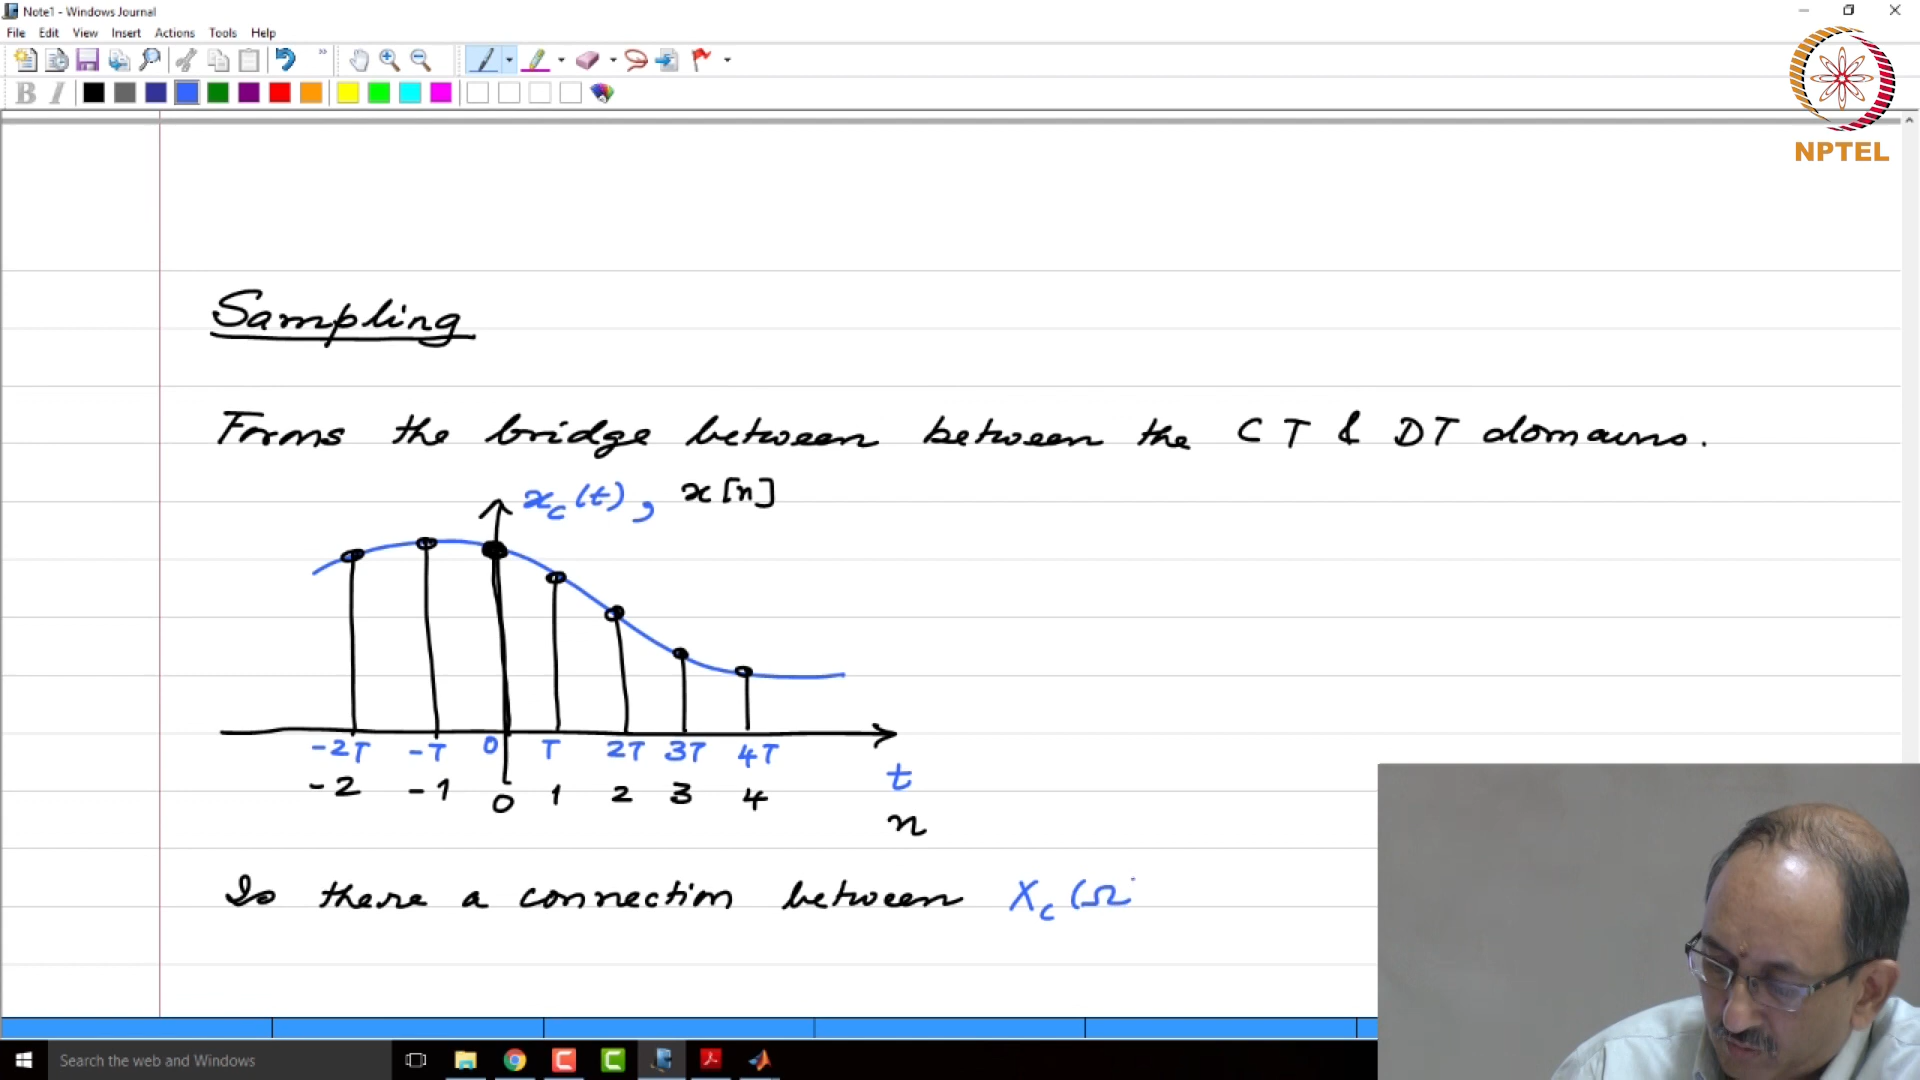 Note1 - Windows Journal
File Edit View Insert Actions Tools Help
B I
NPTEL
Sampling
Forms the bridge between between the CT & DT domains.
x_c(t), x[n]
-2T -T 0 T 2T 3T 4T
t
-2 -1 0 1 2 3 4
n
Is there a connection between X_c(Ω
Search the web and Windows